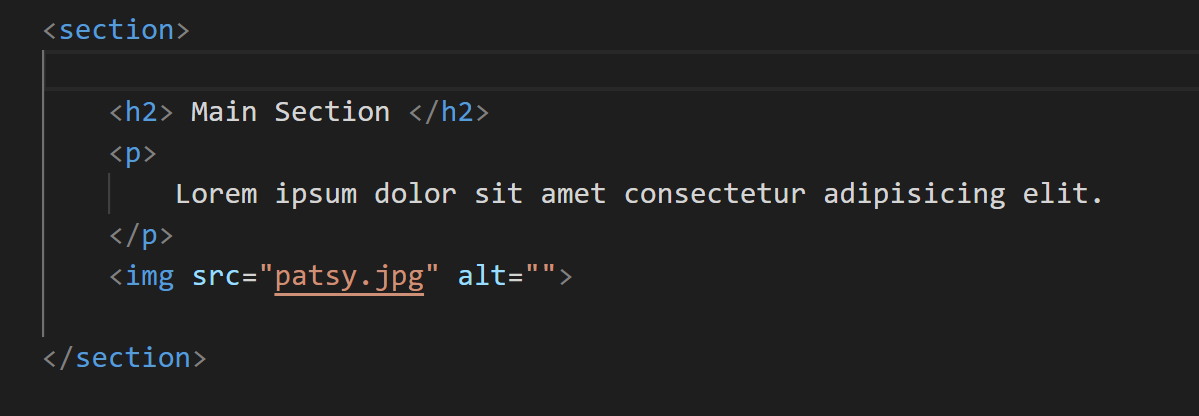 <section>
<h2> Main Section </h2>
<p>
Lorem ipsum dolor sit amet consectetur adipisicing elit.
</p>
<img src="patsy.jpg" alt="">
</section>